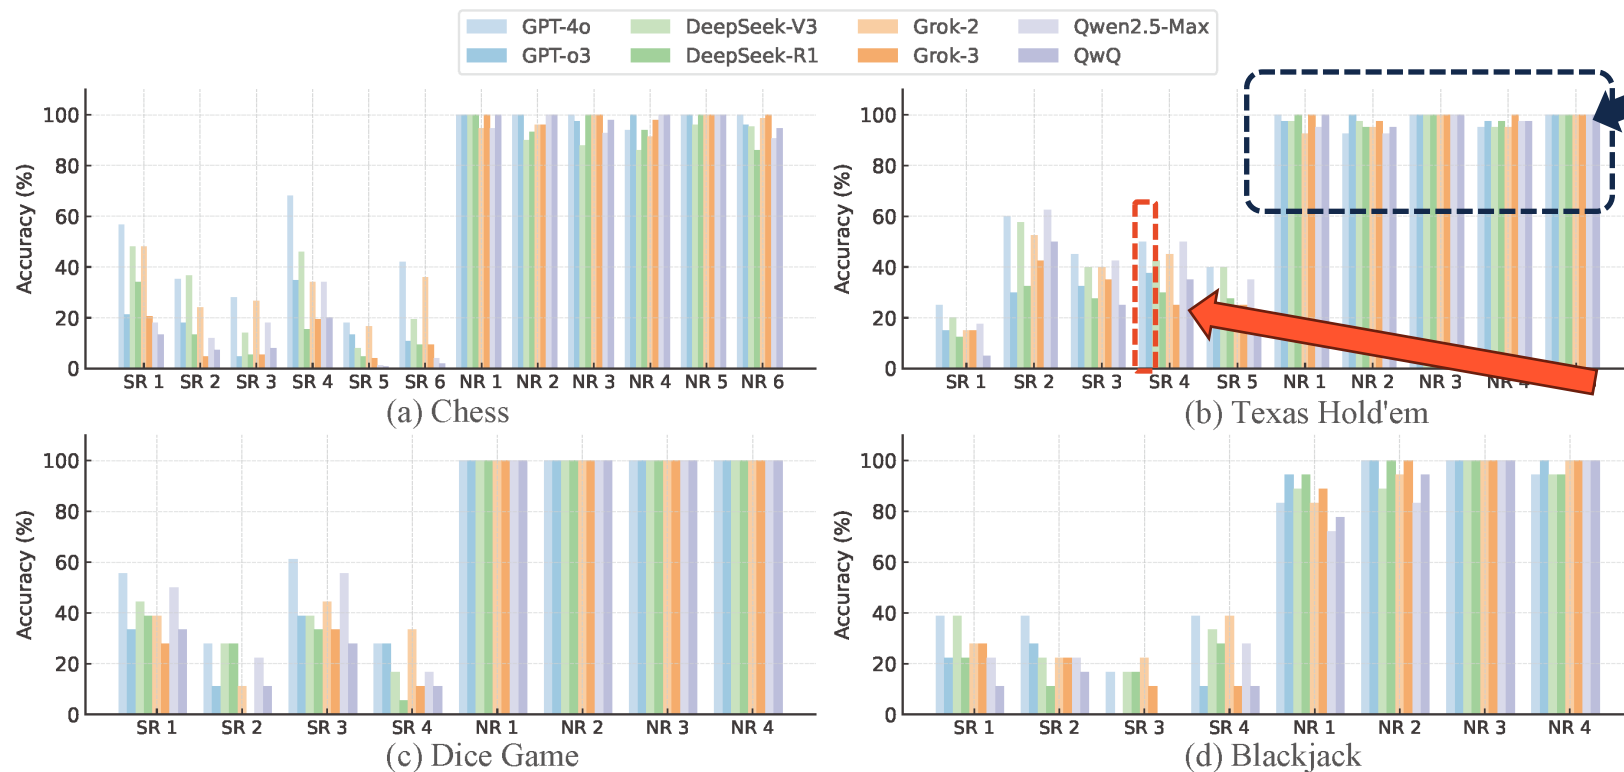 GPT-4o DeepSeek-V3 Grok-2 Qwen2.5-Max
GPT-o3 DeepSeek-R1 Grok-3 QwQ
Accuracy (%)
100
80
60
40
20
0
SR 1 SR 2 SR 3 SR 4 SR 5 SR 6 NR 1 NR 2 NR 3 NR 4 NR 5 NR 6
(a) Chess
Accuracy (%)
100
80
60
40
20
0
SR 1 SR 2 SR 3 SR 4 SR 5 NR 1 NR 2 NR 3 NR 4
(b) Texas Hold'em
Accuracy (%)
100
80
60
40
20
0
SR 1 SR 2 SR 3 SR 4 NR 1 NR 2 NR 3 NR 4
(c) Dice Game
Accuracy (%)
100
80
60
40
20
0
SR 1 SR 2 SR 3 SR 4 NR 1 NR 2 NR 3 NR 4
(d) Blackjack